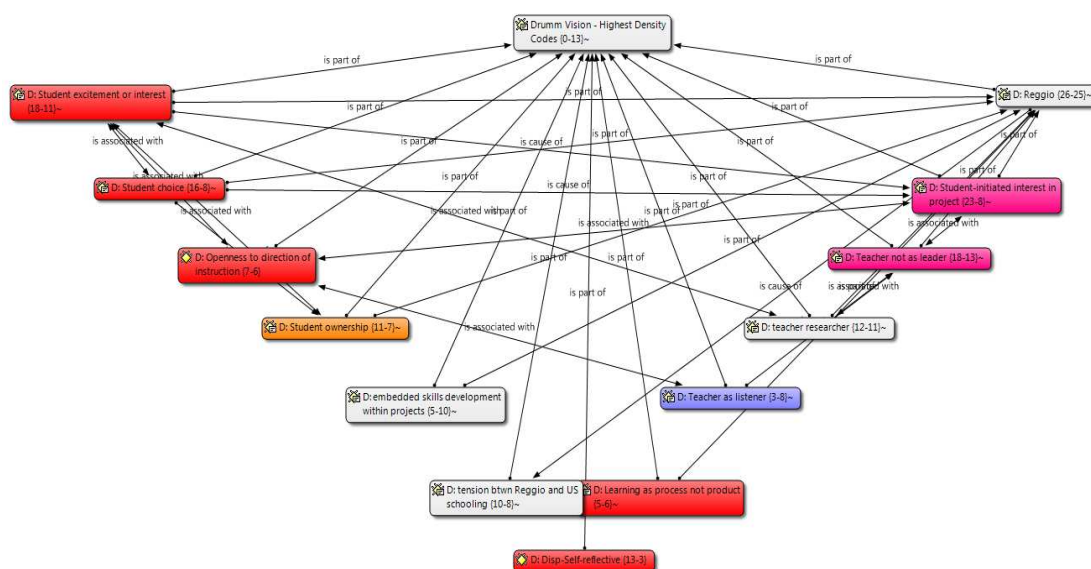 Drumm Vision - Highest Density
Codes {0-13}~
is part of
is part of
D: Student excitement or interest
{18-11}~
D: Reggio {26-25}~
is part of
is part of
is associated with
is part of
is cause of
is part of
is part of
is associated with
is part of
is part of
D: Student choice {16-8}~
is cause of
D: Student-initiated interest in
project {23-8}~
is associated with
is part of
is part of
is associated with
is associated with
is part of
D: Openness to direction of
instruction {7-6}
is part of
is part of
D: Teacher not as leader {18-13}~
is part of
is cause of
is associated with
D: Student ownership {11-7}~
is associated with
D: teacher researcher {12-11}~
D: embedded skills development
within projects {5-10}~
D: Teacher as listener {3-8}~
D: tension btwn Reggio and US
schooling {10-8}~
D: Learning as process not product
{5-6}~
D: Disp-Self-reflective {13-3}